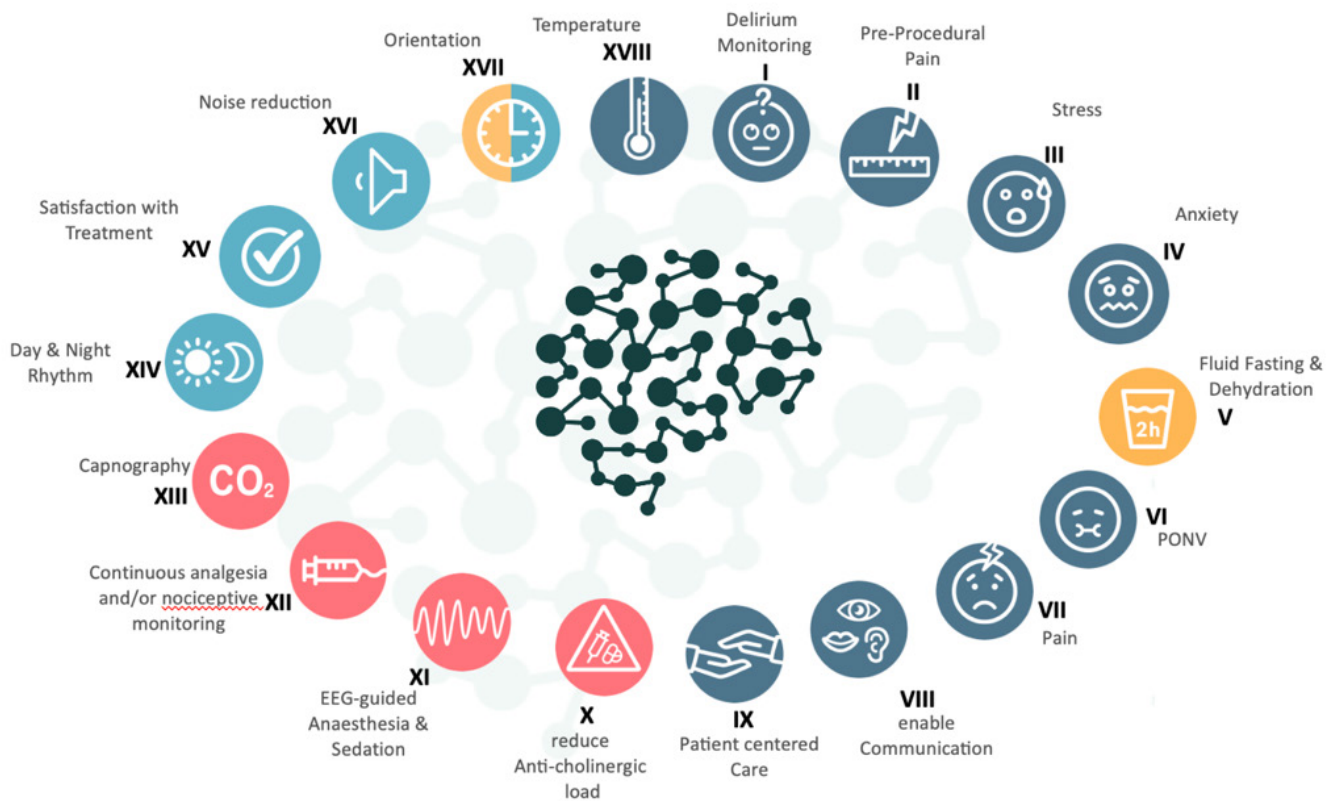 Delirium
Monitoring
I
Pre-Procedural
Pain
II
Stress
III
Anxiety
IV
Fluid Fasting &
Dehydration
V
2h
VI
PONV
VII
Pain
VIII
enable
Communication
IX
Patient centered
Care
X
reduce
Anti-cholinergic
load
XI
EEG-guided
Anaesthesia &
Sedation
Continuous analgesia
and/or nociceptive XII
monitoring
Capnography
XIII
CO₂
Day & Night
Rhythm
XIV
Satisfaction with
Treatment
XV
Noise reduction
XVI
Orientation
XVII
Temperature
XVIII
?